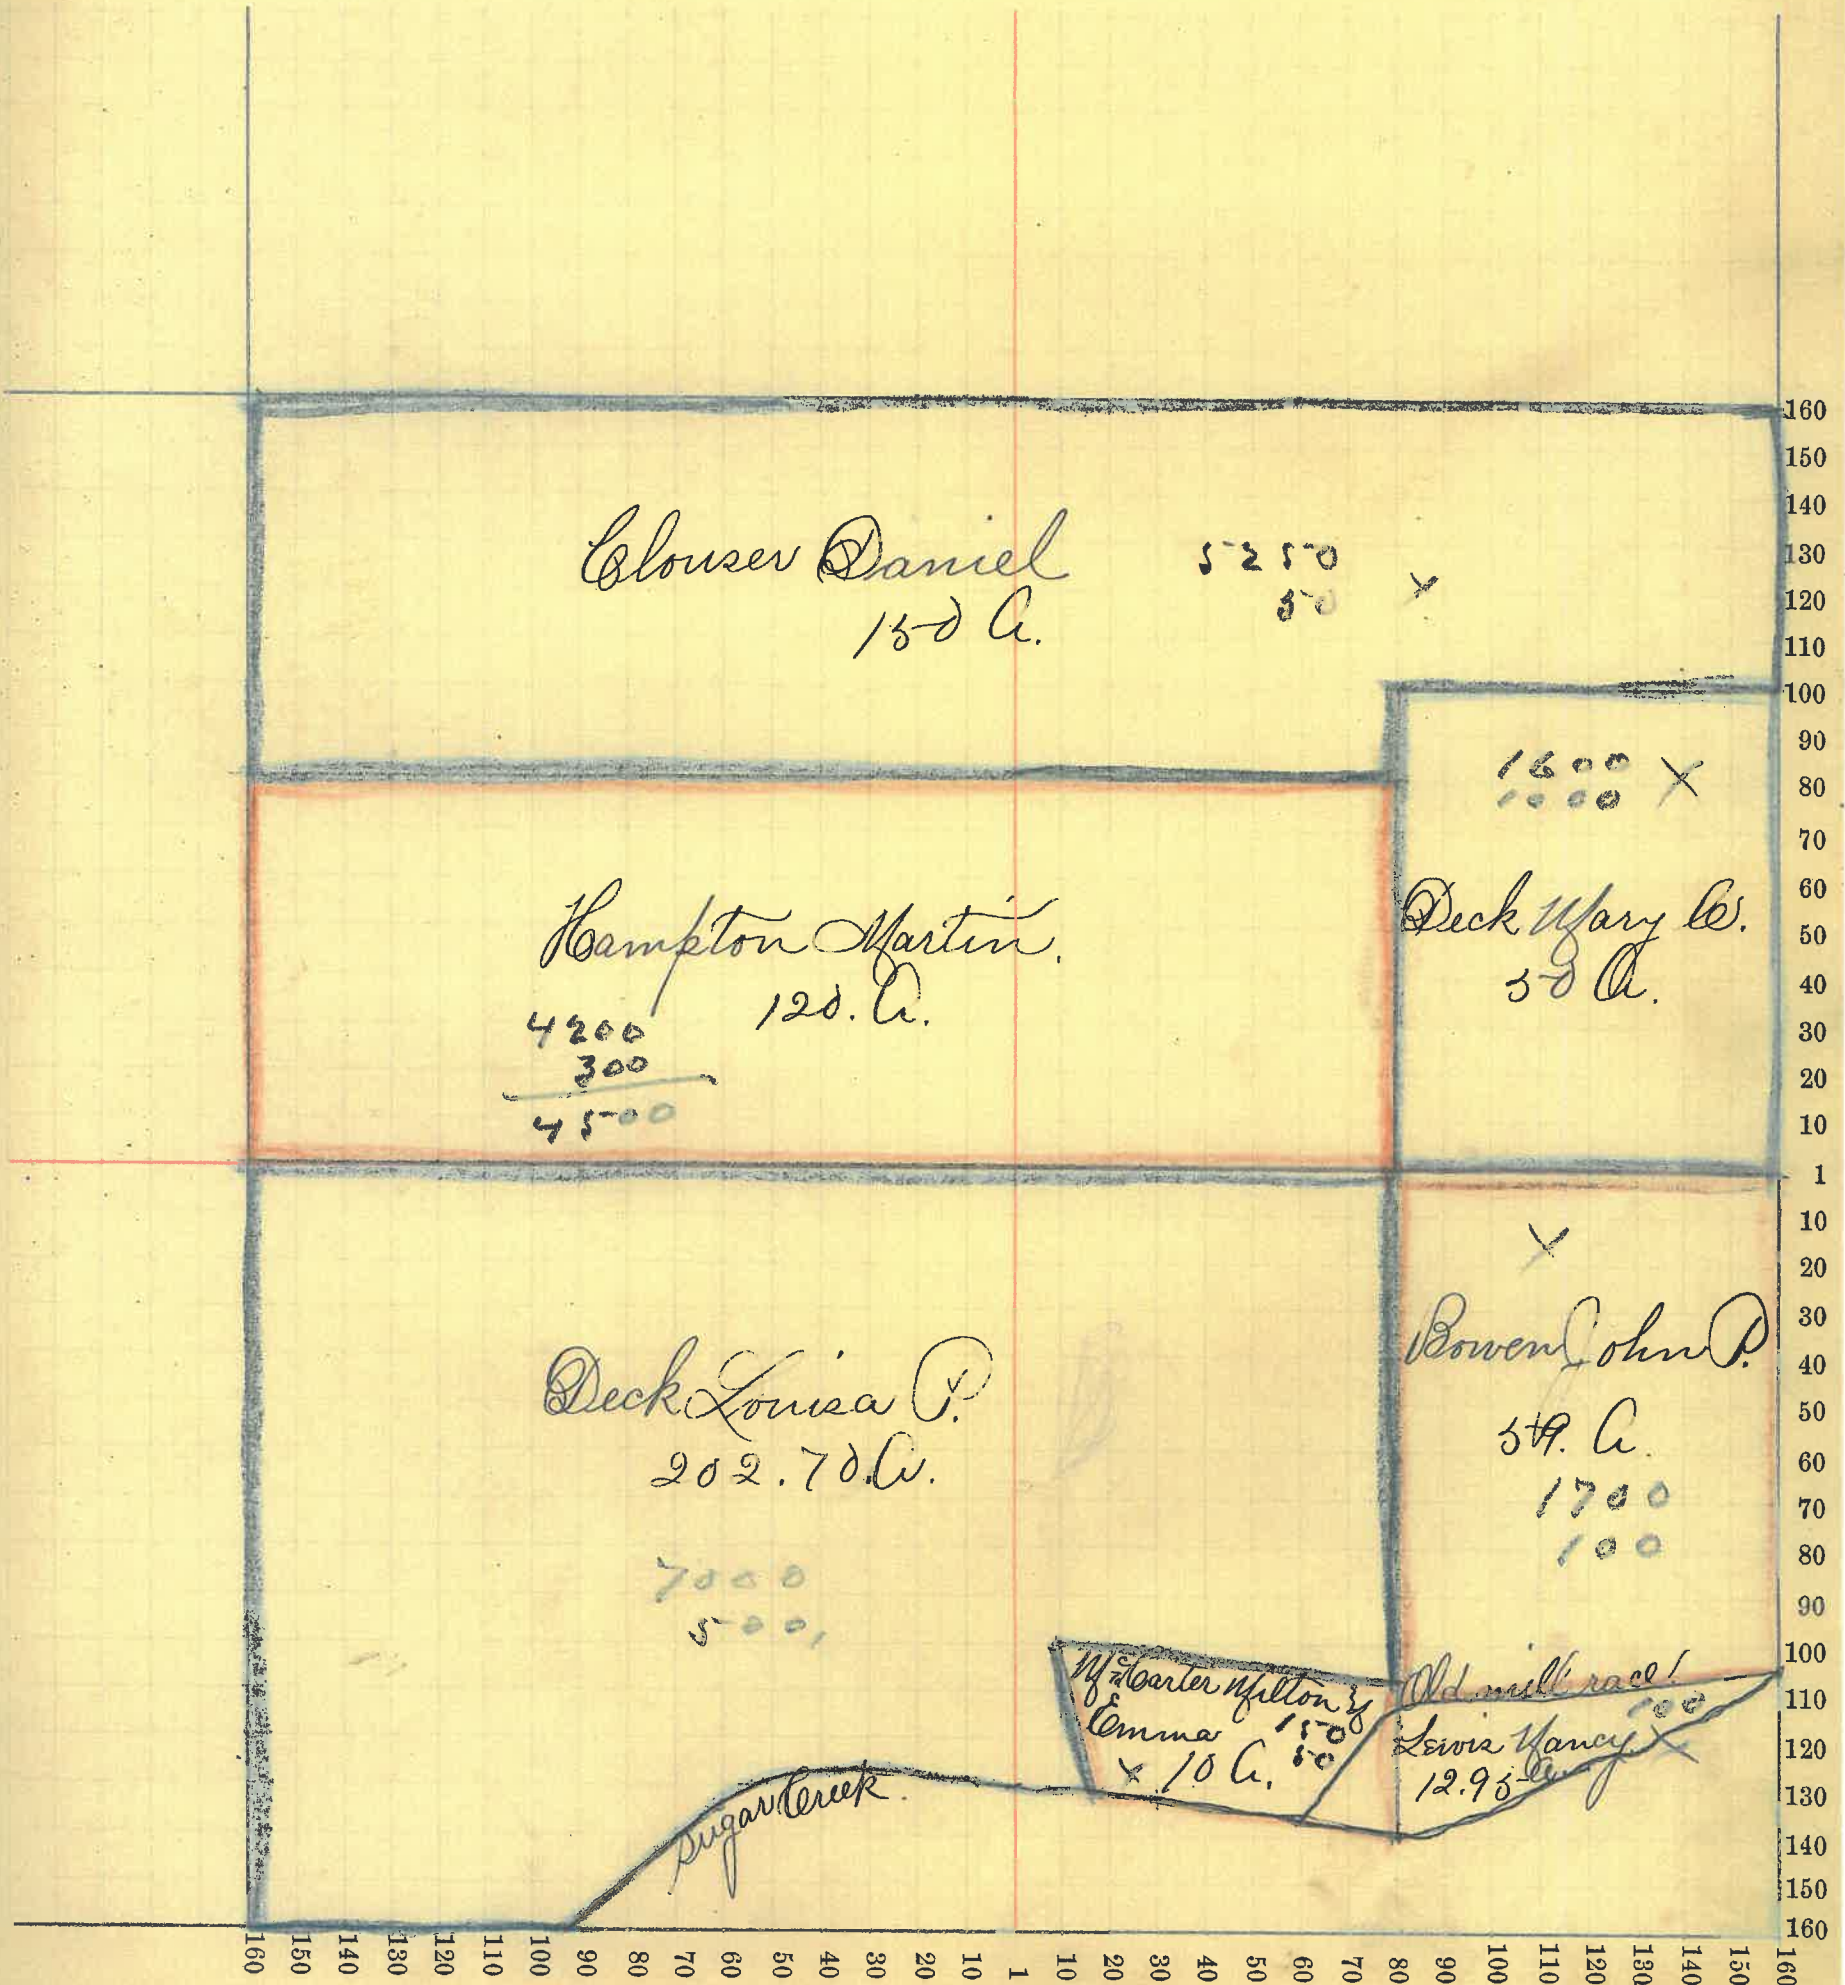 Clouser Daniel
150 A.
5250
50 X
1600 X
1000
Deck Mary C.
50 A.
Hampton Martin.
120. A.
4200
300
4500
X
Bowen John P.
A.
1700
100
Deck Louisa P.
202.70.A.
7000
500,
McCarter Milton &
Emma 150
X 10 A. 50
Old mill race!
100
Lewis Nancy X
12.95 A.
Sugar Creek.
160
150
140
130
120
110
100
90
80
70
60
50
40
30
20
10
1
10
20
30
40
50
60
70
80
90
100
110
120
130
140
150
160
160 150 140 130 120 110 100 90 80 70 60 50 40 30 20 10 1 10 20 30 40 50 60 70 80 90 100 110 120 130 140 150 160